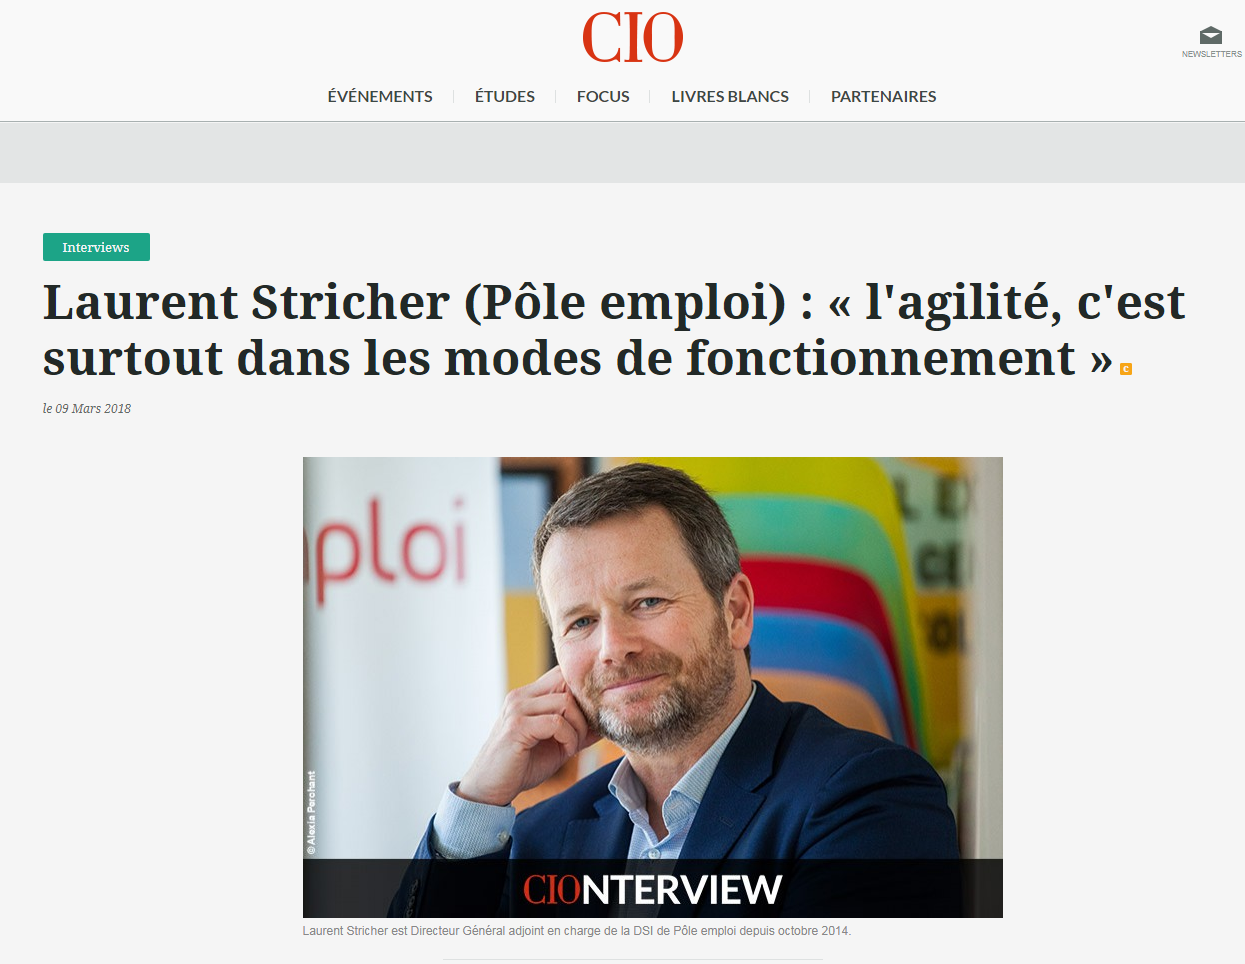 CIO
NEWSLETTERS
ÉVÉNEMENTS
ÉTUDES
FOCUS
LIVRES BLANCS
PARTENAIRES
Interviews
Laurent Stricher (Pôle emploi) : « l'agilité, c'est
surtout dans les modes de fonctionnement » c
le 09 Mars 2018
ploi
© Alexia Perchant
CIONTERVIEW
Laurent Stricher est Directeur Général adjoint en charge de la DSI de Pôle emploi depuis octobre 2014.